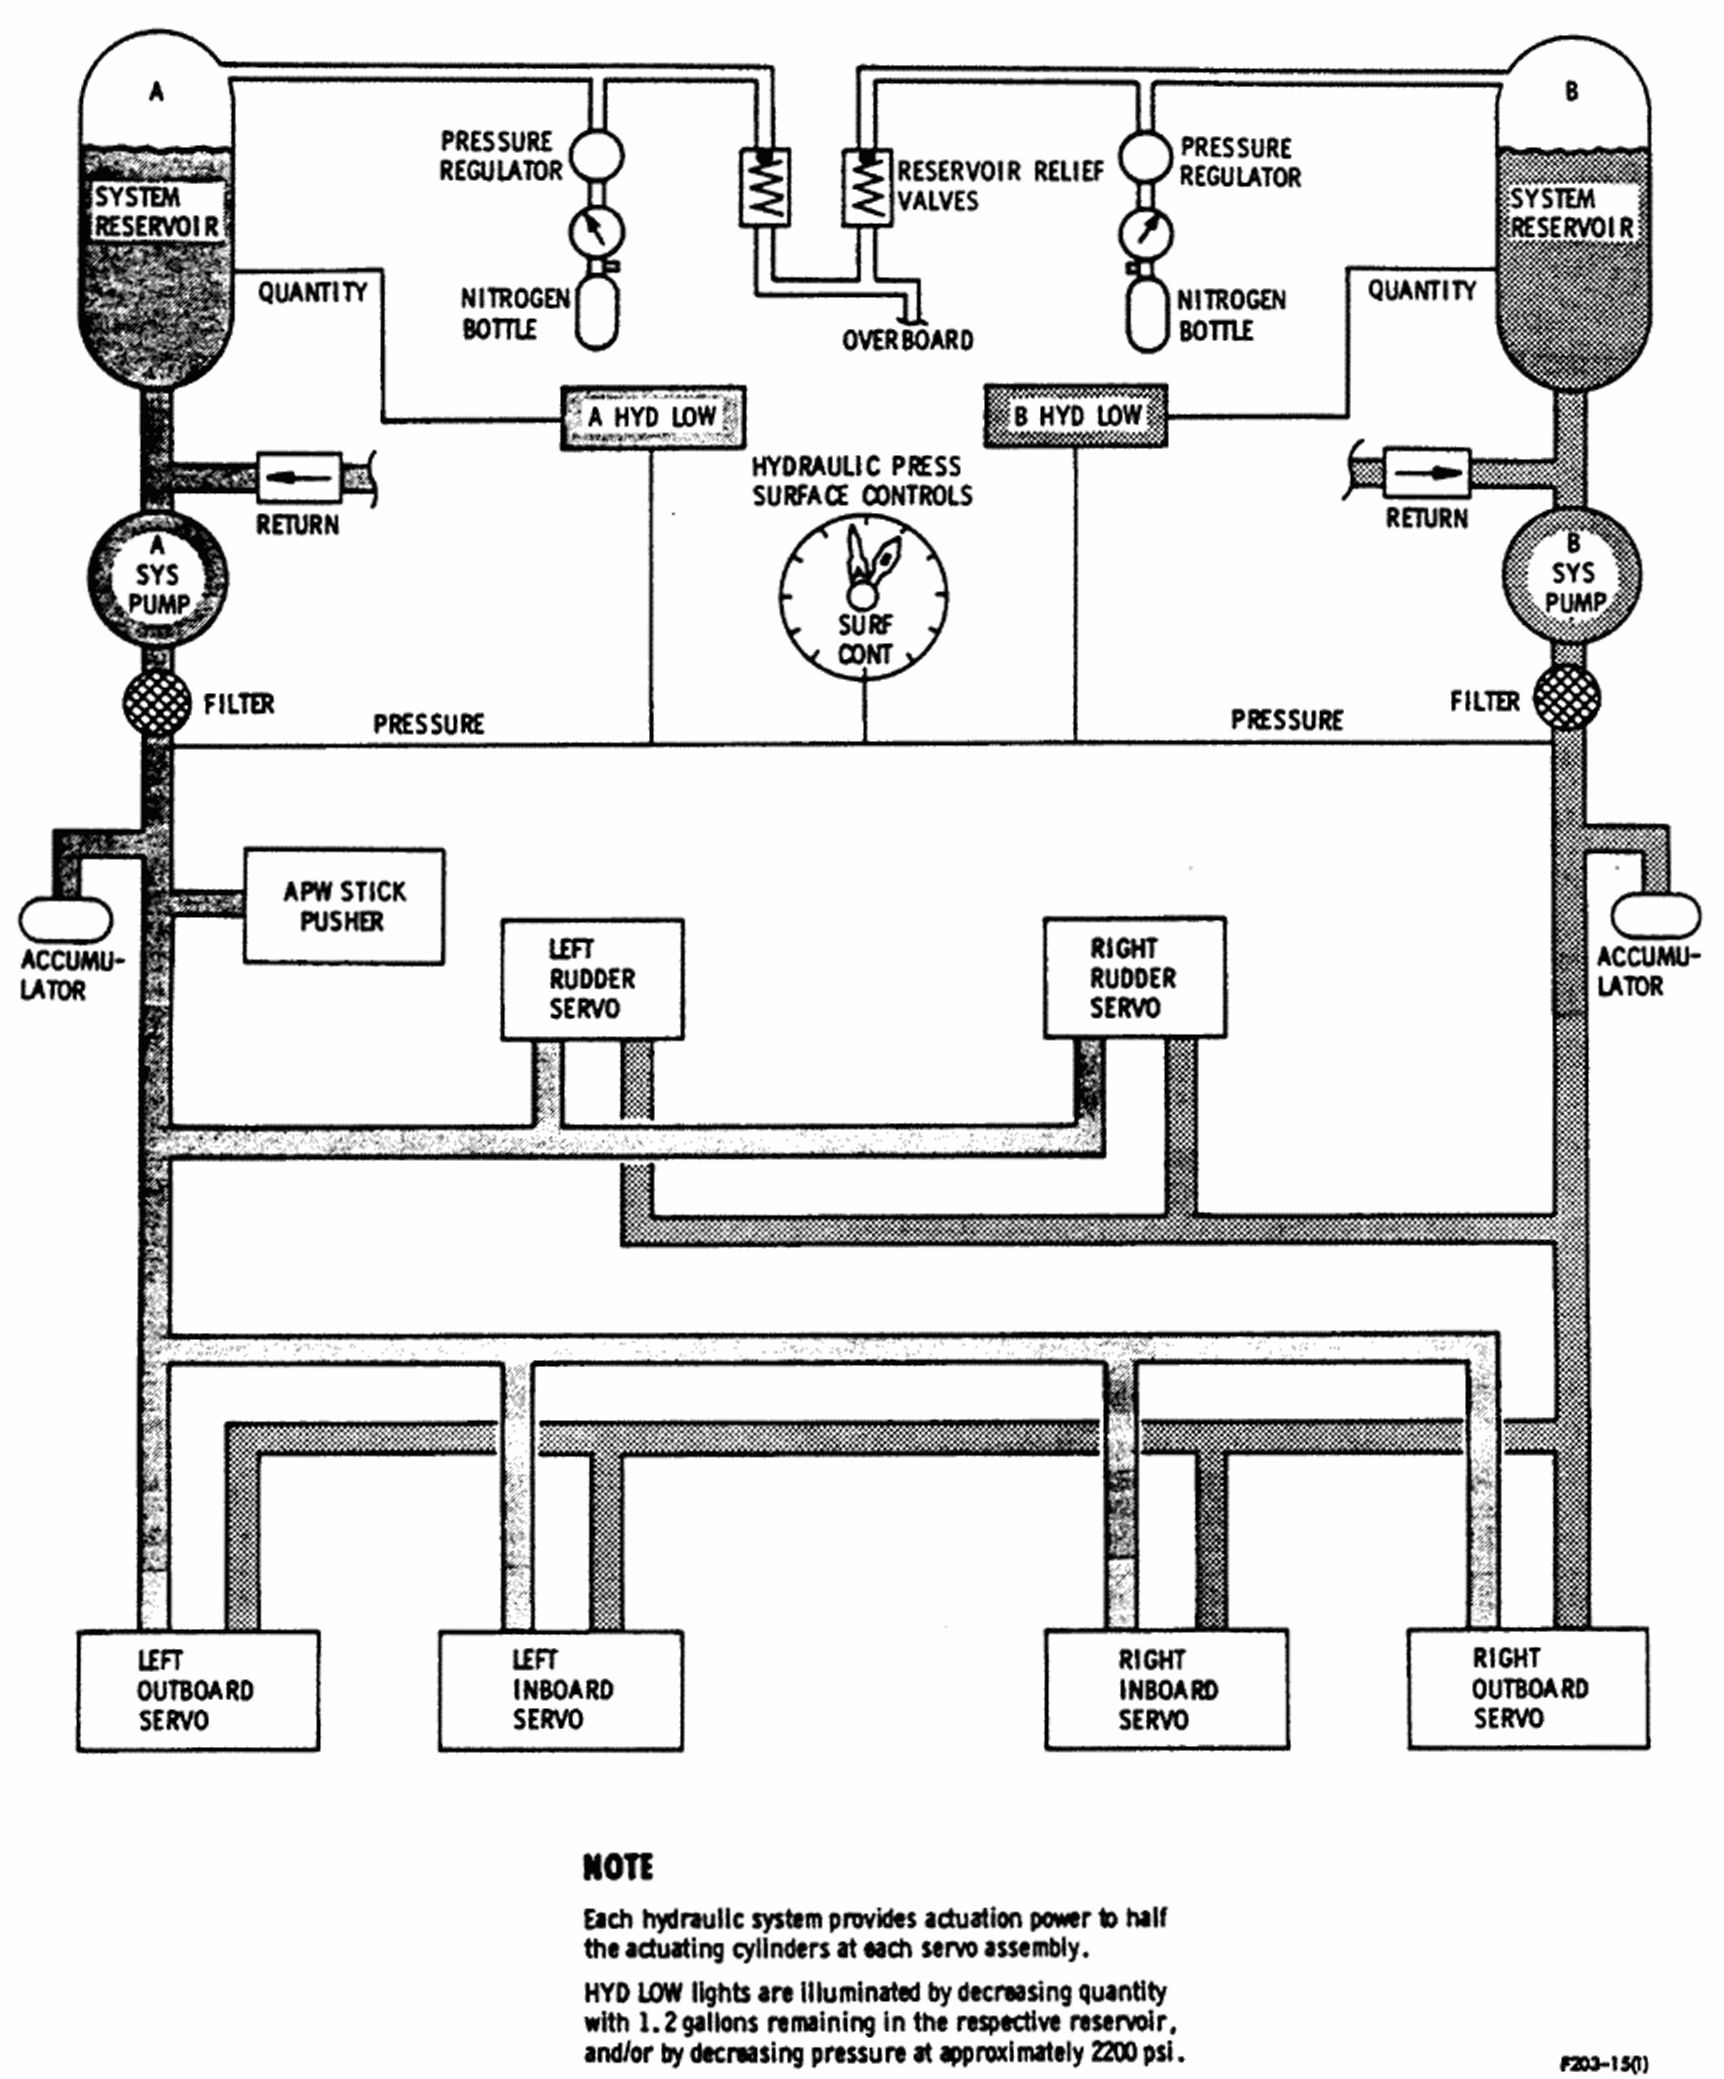 A
B
PRESSURE
REGULATOR
RESERVOIR RELIEF
VALVES
PRESSURE
REGULATOR
SYSTEM
RESERVOIR
SYSTEM
RESERVOIR
QUANTITY
NITROGEN
BOTTLE
OVERBOARD
NITROGEN
BOTTLE
QUANTITY
A HYD LOW
B HYD LOW
HYDRAULIC PRESS
SURFACE CONTROLS
RETURN
RETURN
A
SYS
PUMP
A
B
SURF
CONT
B
SYS
PUMP
FILTER
FILTER
PRESSURE
PRESSURE
APW STICK
PUSHER
ACCUMU-
LATOR
LEFT
RUDDER
SERVO
RIGHT
RUDDER
SERVO
ACCUMU-
LATOR
LEFT
OUTBOARD
SERVO
LEFT
INBOARD
SERVO
RIGHT
INBOARD
SERVO
RIGHT
OUTBOARD
SERVO
NOTE
Each hydraulic system provides actuation power to half
the actuating cylinders at each servo assembly.
HYD LOW lights are illuminated by decreasing quantity
with 1.2 gallons remaining in the respective reservoir,
and/or by decreasing pressure at approximately 2200 psi.
F203-15(1)